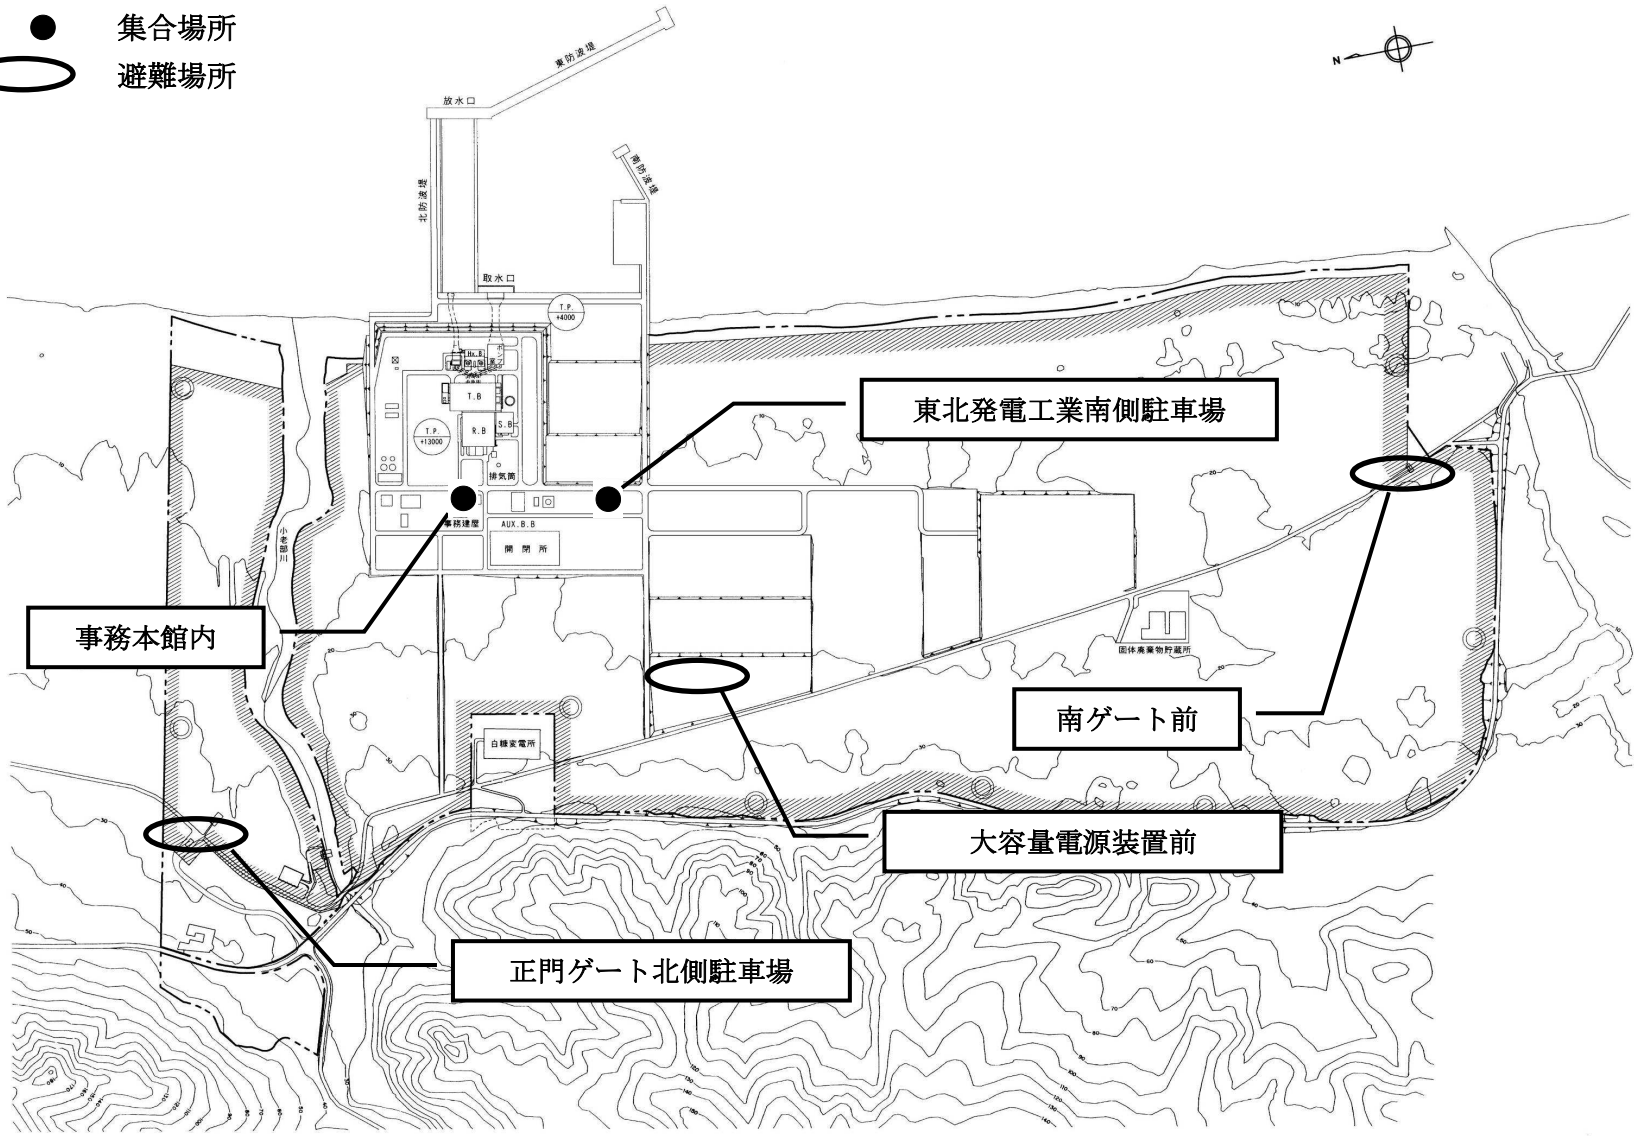 集合場所
避難場所
N
東防波堤
放水口
南防波堤
北防波堤
取水口
T.P.
+4000
Hx.B
T.B
T.P.
+13000
R.B
S.B
東北発電工業南側駐車場
排気筒
事務建屋
AUX.B.B
開閉所
小老部川
事務本館内
固体廃棄物貯蔵所
南ゲート前
白糠変電所
大容量電源装置前
正門ゲート北側駐車場